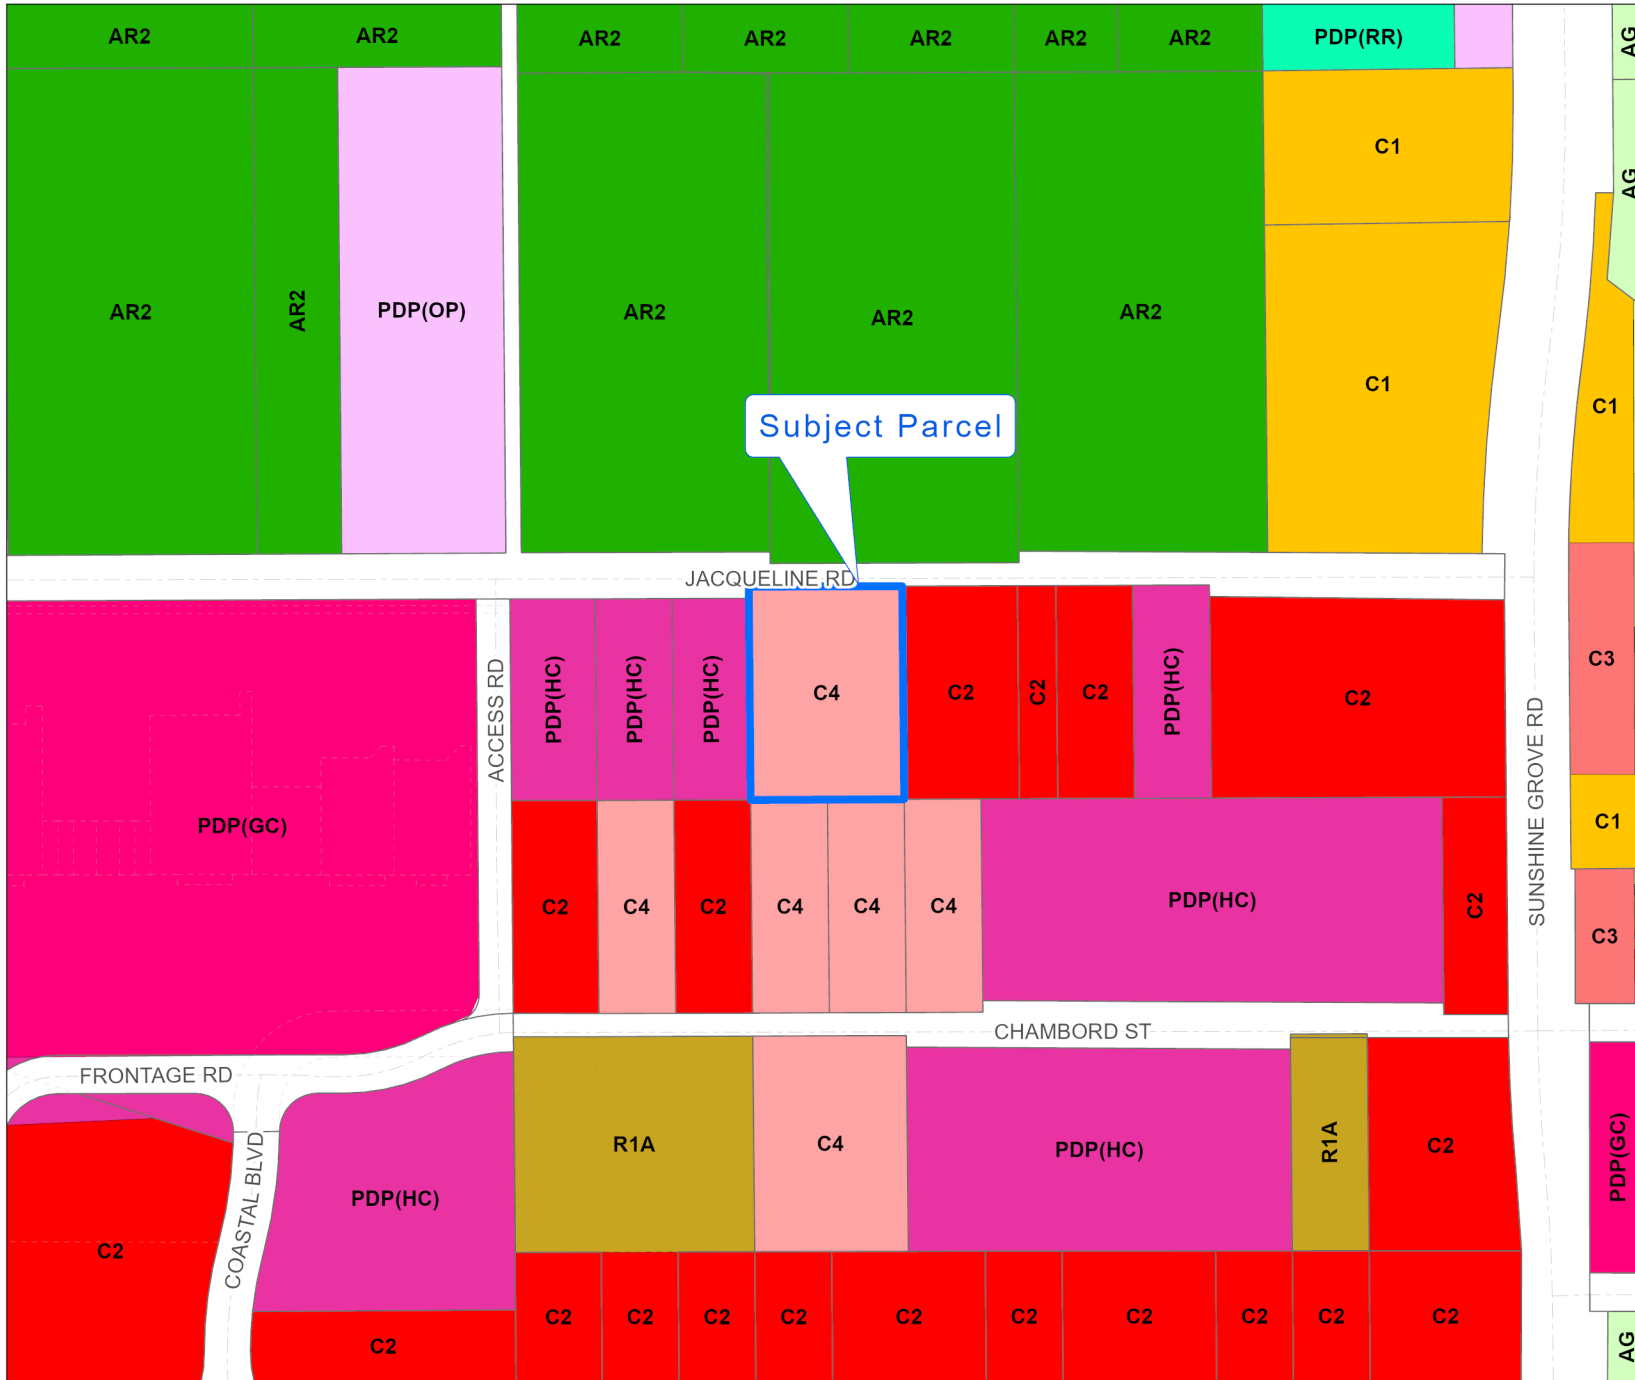 AR2
AR2
AR2
AR2
AR2
AR2
AR2
PDP(RR)
AG
C1
AG
AR2
AR2
PDP(OP)
AR2
AR2
AR2
C1
C1
Subject Parcel
JACQUELINE RD
PDP(HC)
PDP(HC)
PDP(HC)
C4
C2
C2
C2
PDP(HC)
C2
C3
ACCESS RD
SUNSHINE GROVE RD
PDP(GC)
C1
C2
C4
C2
C4
C4
C4
PDP(HC)
C2
C3
CHAMBORD ST
FRONTAGE RD
R1A
C4
PDP(HC)
R1A
C2
PDP(GC)
COASTAL BLVD
PDP(HC)
C2
C2
C2
C2
C2
C2
C2
C2
C2
C2
C2
C2
AG